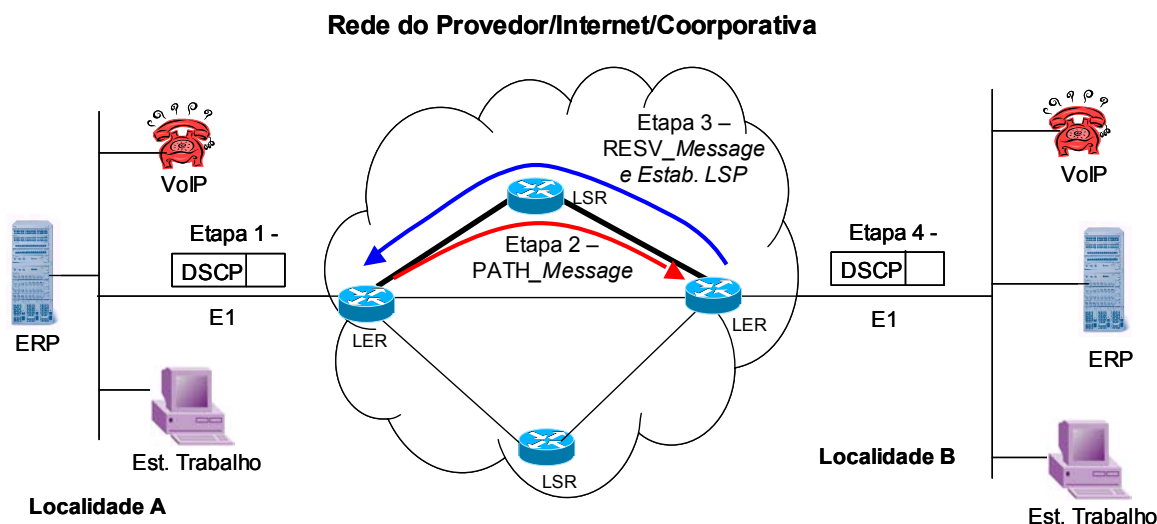 Rede do Provedor/Internet/Coorporativa
VoIP
Etapa 1 -
DSCP
ERP
E1
Est. Trabalho
Localidade A
Etapa 3 –
RESV_Message
e Estab. LSP
LSR
Etapa 2 –
PATH_Message
LER
LER
LSR
VoIP
Etapa 4 -
DSCP
E1
ERP
Localidade B
Est. Trabalho